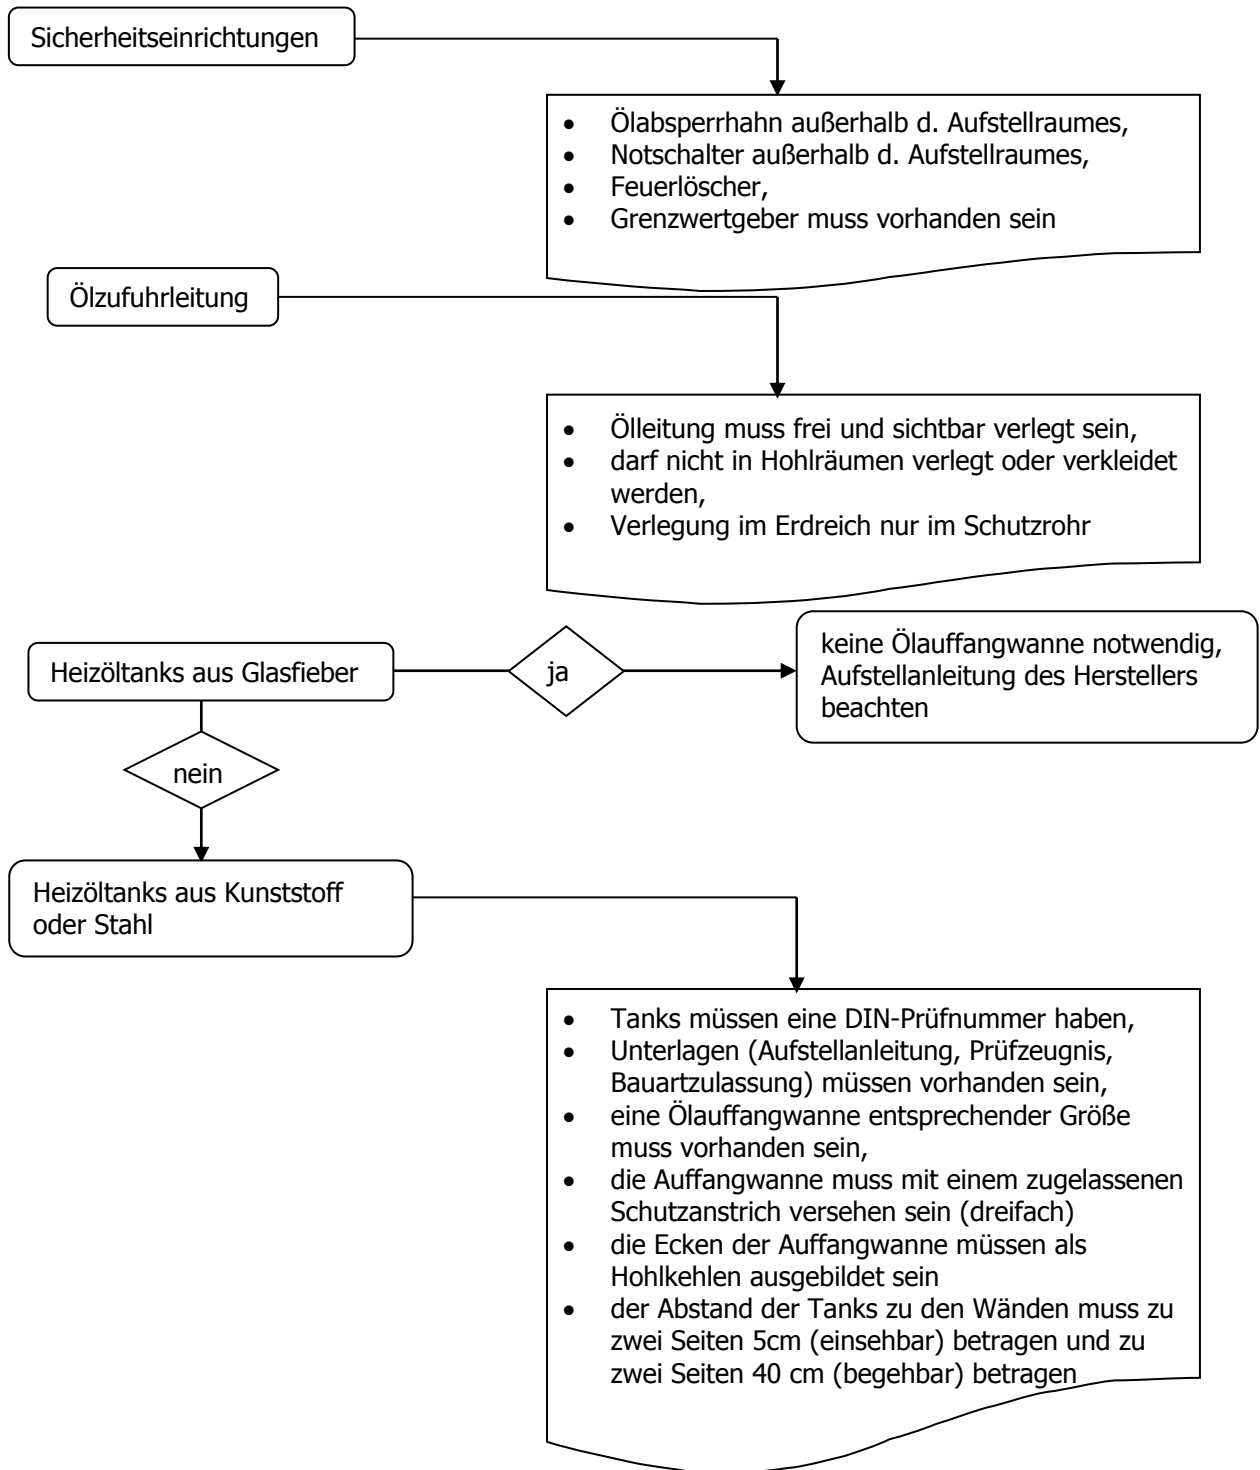 Sicherheitseinrichtungen
• Ölabsperrhahn außerhalb d. Aufstellraumes,
• Notschalter außerhalb d. Aufstellraumes,
• Feuerlöscher,
• Grenzwertgeber muss vorhanden sein
Ölzufuhrleitung
• Ölleitung muss frei und sichtbar verlegt sein,
• darf nicht in Hohlräumen verlegt oder verkleidet
werden,
• Verlegung im Erdreich nur im Schutzrohr
Heizöltanks aus Glasfieber
ja
keine Ölauffangwanne notwendig,
Aufstellanleitung des Herstellers
beachten
nein
Heizöltanks aus Kunststoff
oder Stahl
• Tanks müssen eine DIN-Prüfnummer haben,
• Unterlagen (Aufstellanleitung, Prüfzeugnis,
Bauartzulassung) müssen vorhanden sein,
• eine Ölauffangwanne entsprechender Größe
muss vorhanden sein,
• die Auffangwanne muss mit einem zugelassenen
Schutzanstrich versehen sein (dreifach)
• die Ecken der Auffangwanne müssen als
Hohlkehlen ausgebildet sein
• der Abstand der Tanks zu den Wänden muss zu
zwei Seiten 5cm (einsehbar) betragen und zu
zwei Seiten 40 cm (begehbar) betragen